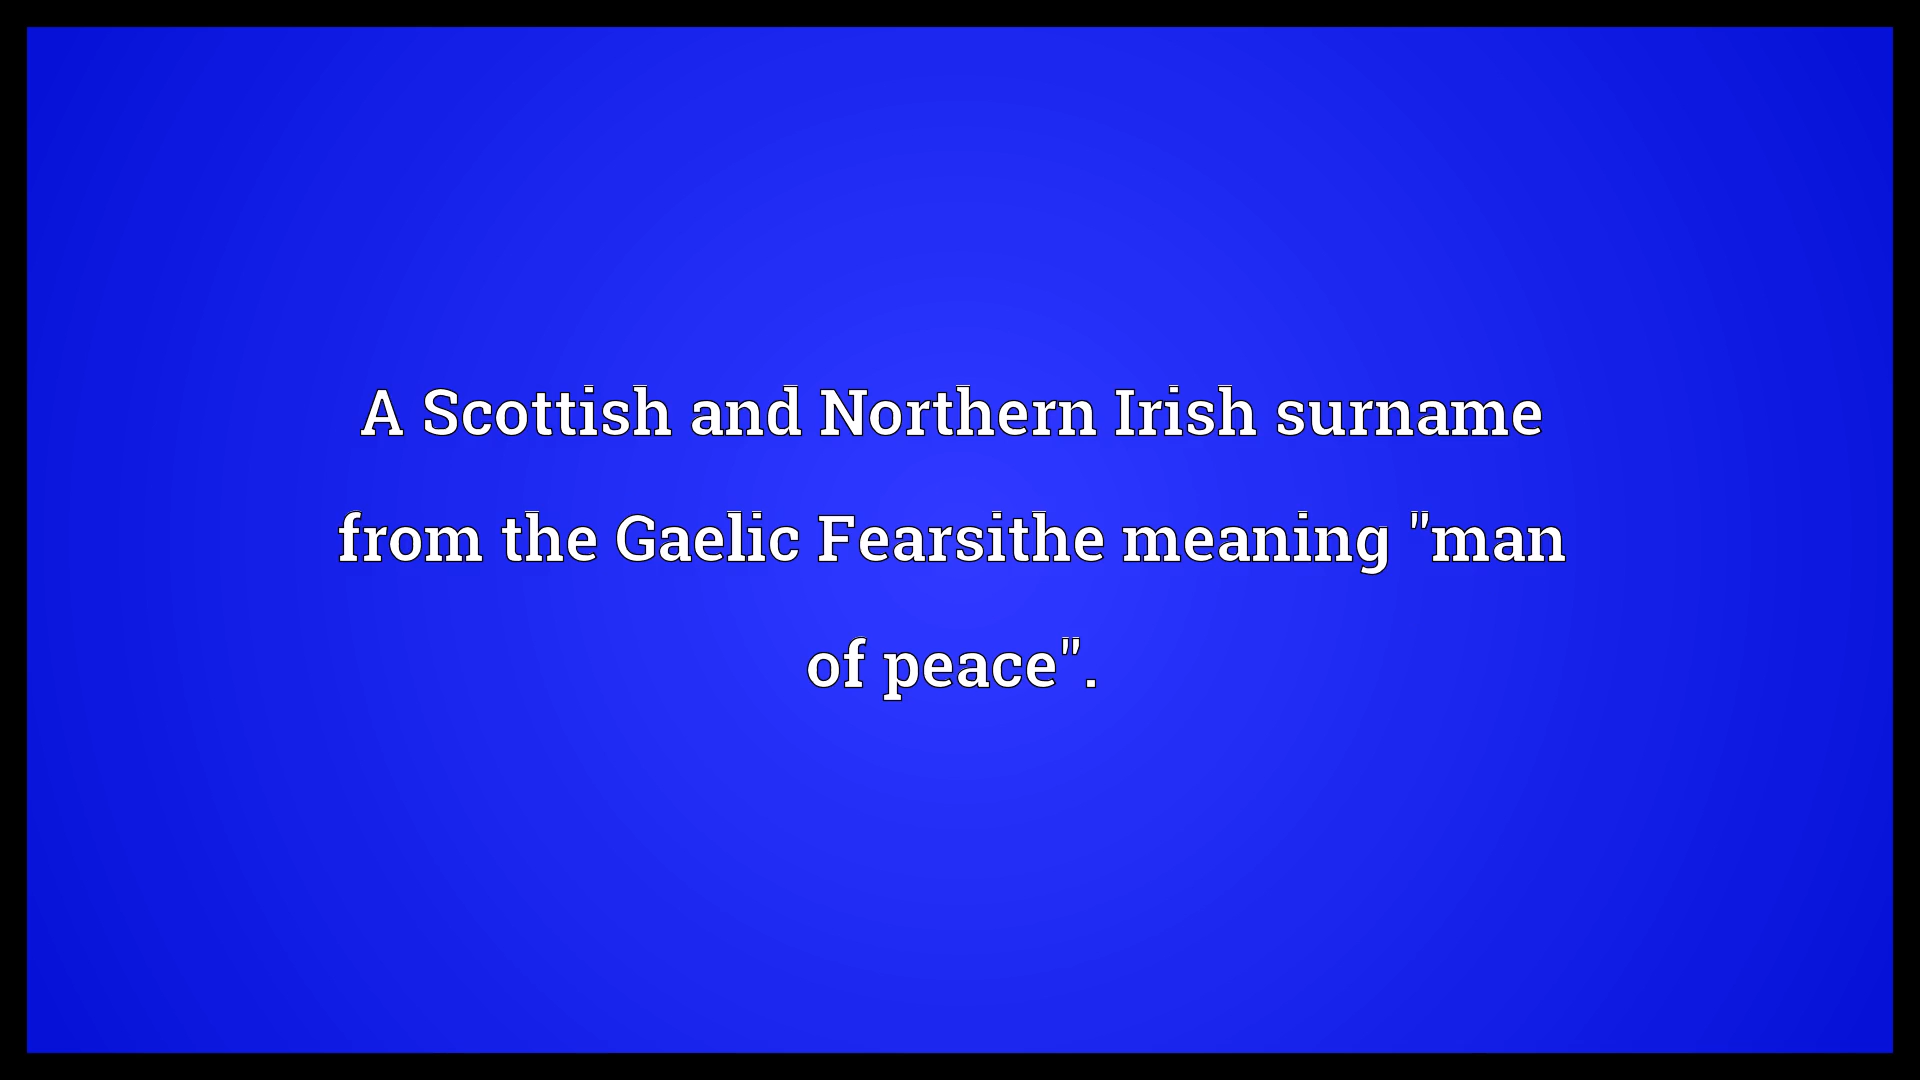 A Scottish and Northern Irish surname
from the Gaelic Fearsithe meaning "man
of peace".